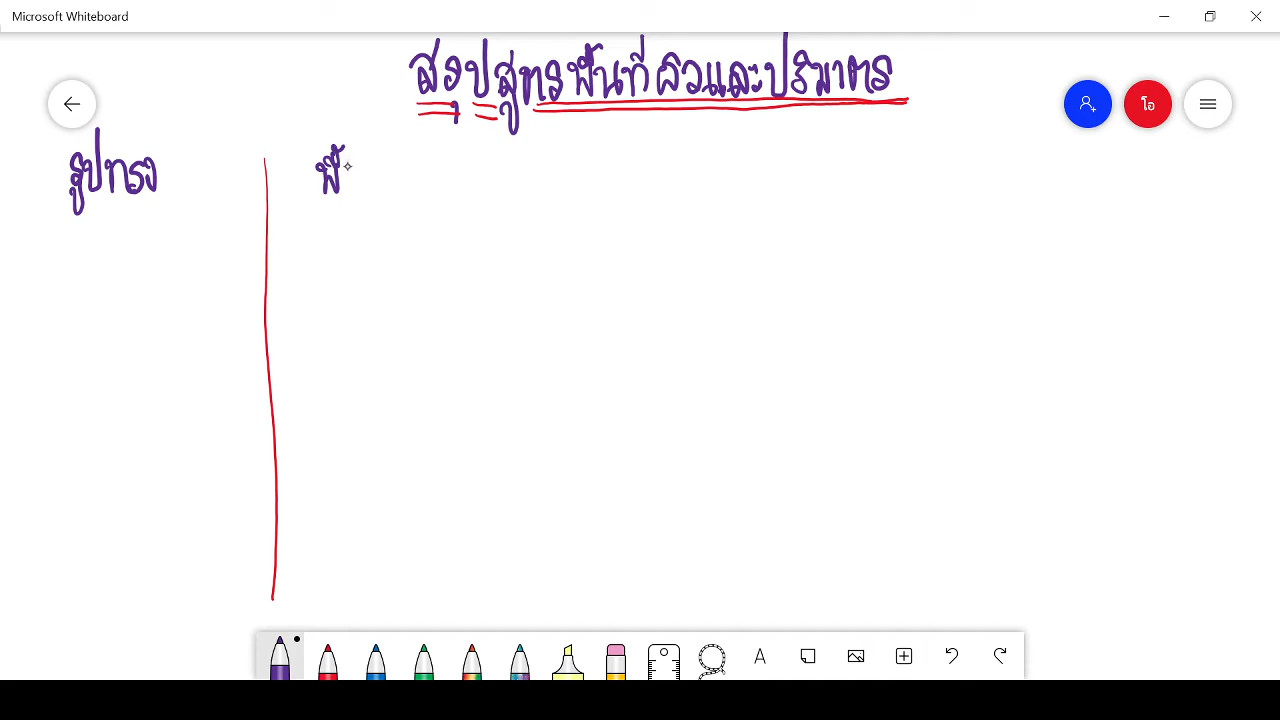 Microsoft Whiteboard
สรุปสูตรพื้นที่ผิวและปริมาตร
โอ
รูปทรง
พื้
A